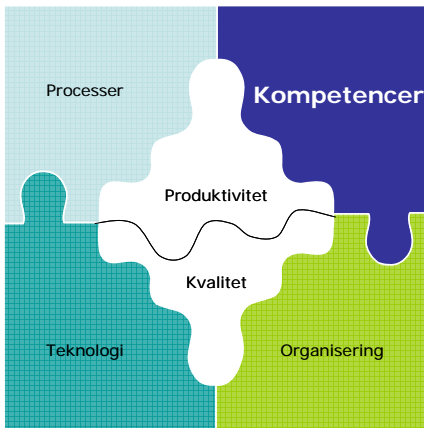 Processer
Kompetencer
Produktivitet
Kvalitet
Teknologi
Organisering